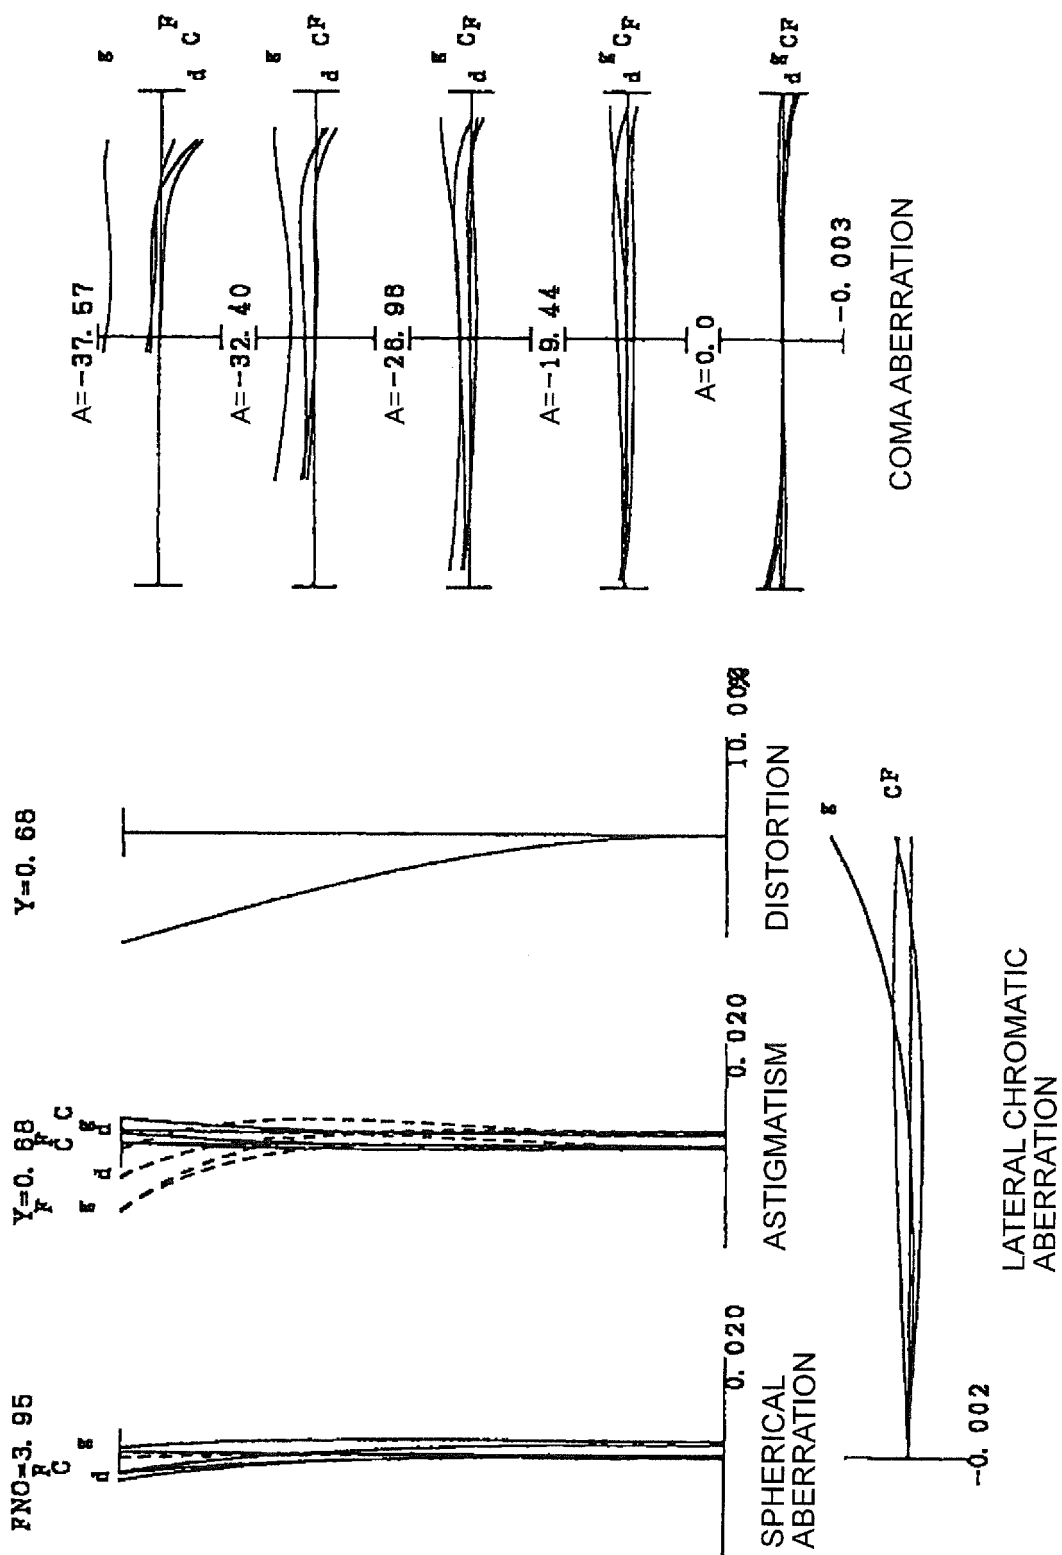 FNO=3.95
F
C
d
g
0.020
SPHERICAL
ABERRATION
Y=0.68
F
g
d
F
C
g
d
C
0.020
ASTIGMATISM
Y=0.68
10.00%
DISTORTION
A=-37.57
g
d
C
F
A=-32.40
g
d
C
F
A=-26.98
g
d
C
F
A=-19.44
g
d
C
F
A=0.0
g
d
C
F
-0.003
COMA ABERRATION
g
C
F
-0.002
LATERAL CHROMATIC
ABERRATION